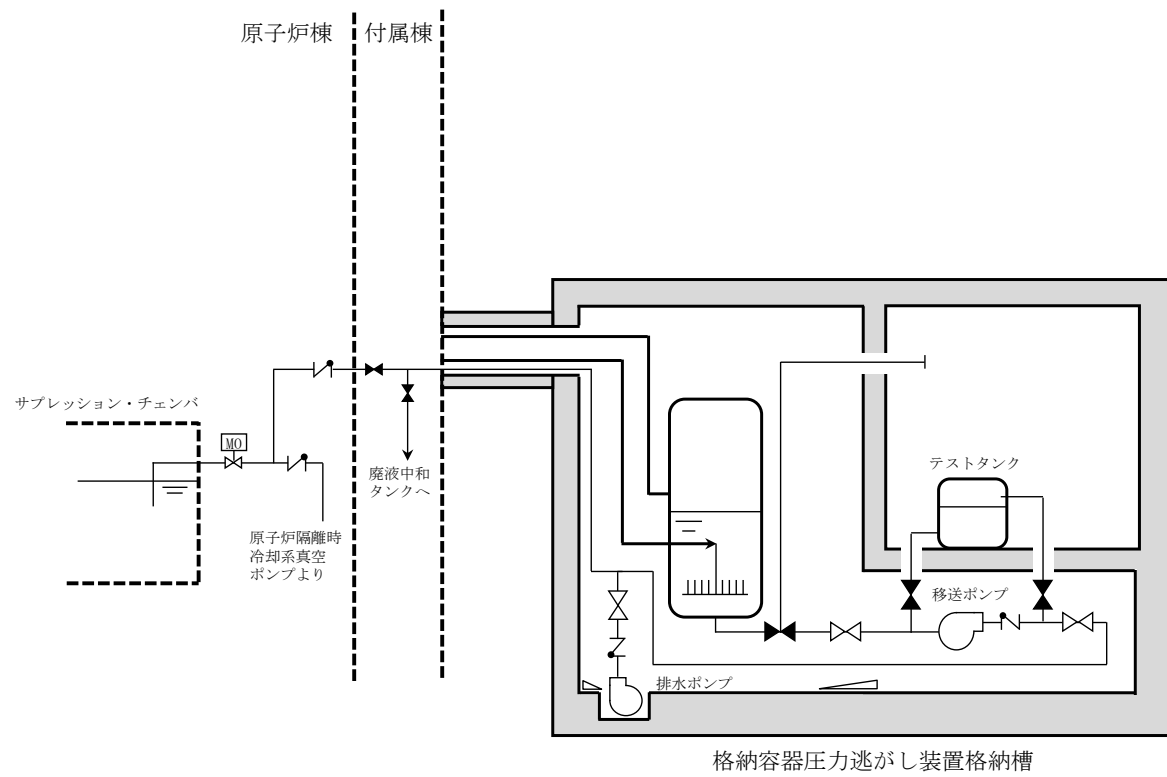 原子炉棟
付属棟
サプレッション・チェンバ
MO
廃液中和
タンクへ
テストタンク
原子炉隔離時
冷却系真空
ポンプより
移送ポンプ
排水ポンプ
格納容器圧力逃がし装置格納槽